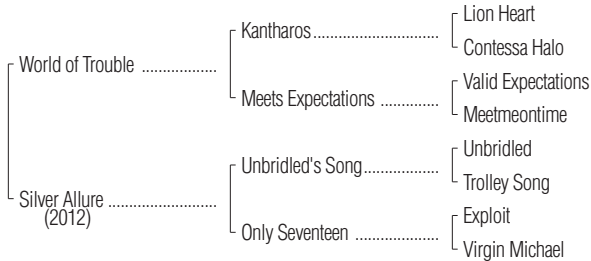 Lion Heart
Kantharos..................
Contessa Halo
World of Trouble ..................
Valid Expectations
Meets Expectations ..............
Meetmeontime
Unbridled
Unbridled's Song..................
Trolley Song
Silver Allure ..........................
(2012)
Exploit
Only Seventeen ....................
Virgin Michael